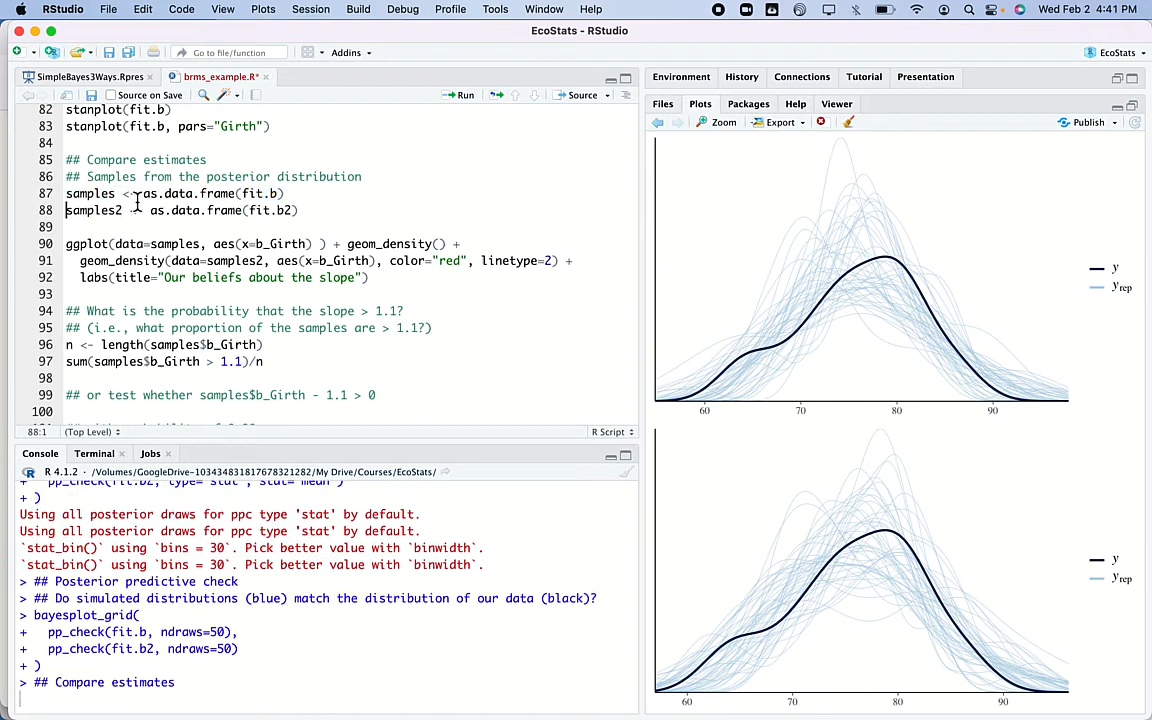 RStudio File Edit Code View Plots Session Build Debug Profile Tools Window Help Wed Feb 2 4:41 PM
EcoStats - RStudio
Go to file/function Addins EcoStats
SimpleBayes3Ways.Rpres brms_example.R*
Source on Save Run Source
82 stanplot(fit.b)
83 stanplot(fit.b, pars="Girth")
84
85 ## Compare estimates
86 ## Samples from the posterior distribution
87 samples <- as.data.frame(fit.b)
88 samples2 as.data.frame(fit.b2)
89
90 ggplot(data=samples, aes(x=b_Girth) ) + geom_density() +
91 geom_density(data=samples2, aes(x=b_Girth), color="red", linetype=2) +
92 labs(title="Our beliefs about the slope")
93
94 ## What is the probability that the slope > 1.1?
95 ## (i.e., what proportion of the samples are > 1.1?)
96 n <- length(samples$b_Girth)
97 sum(samples$b_Girth > 1.1)/n
98
99 ## or test whether samples$b_Girth - 1.1 > 0
100
88:1 (Top Level) R Script
Console Terminal Jobs
R 4.1.2 · /Volumes/GoogleDrive-103434831817678321282/My Drive/Courses/EcoStats/
+ pp_check(fit.b2, type="stat", stat="mean")
+ )
Using all posterior draws for ppc type 'stat' by default.
Using all posterior draws for ppc type 'stat' by default.
`stat_bin()` using `bins = 30`. Pick better value with `binwidth`.
`stat_bin()` using `bins = 30`. Pick better value with `binwidth`.
> ## Posterior predictive check
> ## Do simulated distributions (blue) match the distribution of our data (black)?
> bayesplot_grid(
+ pp_check(fit.b, ndraws=50),
+ pp_check(fit.b2, ndraws=50)
+ )
> ## Compare estimates
Environment History Connections Tutorial Presentation
Files Plots Packages Help Viewer
Zoom Export Publish
y
yrep
60 70 80 90
y
yrep
60 70 80 90